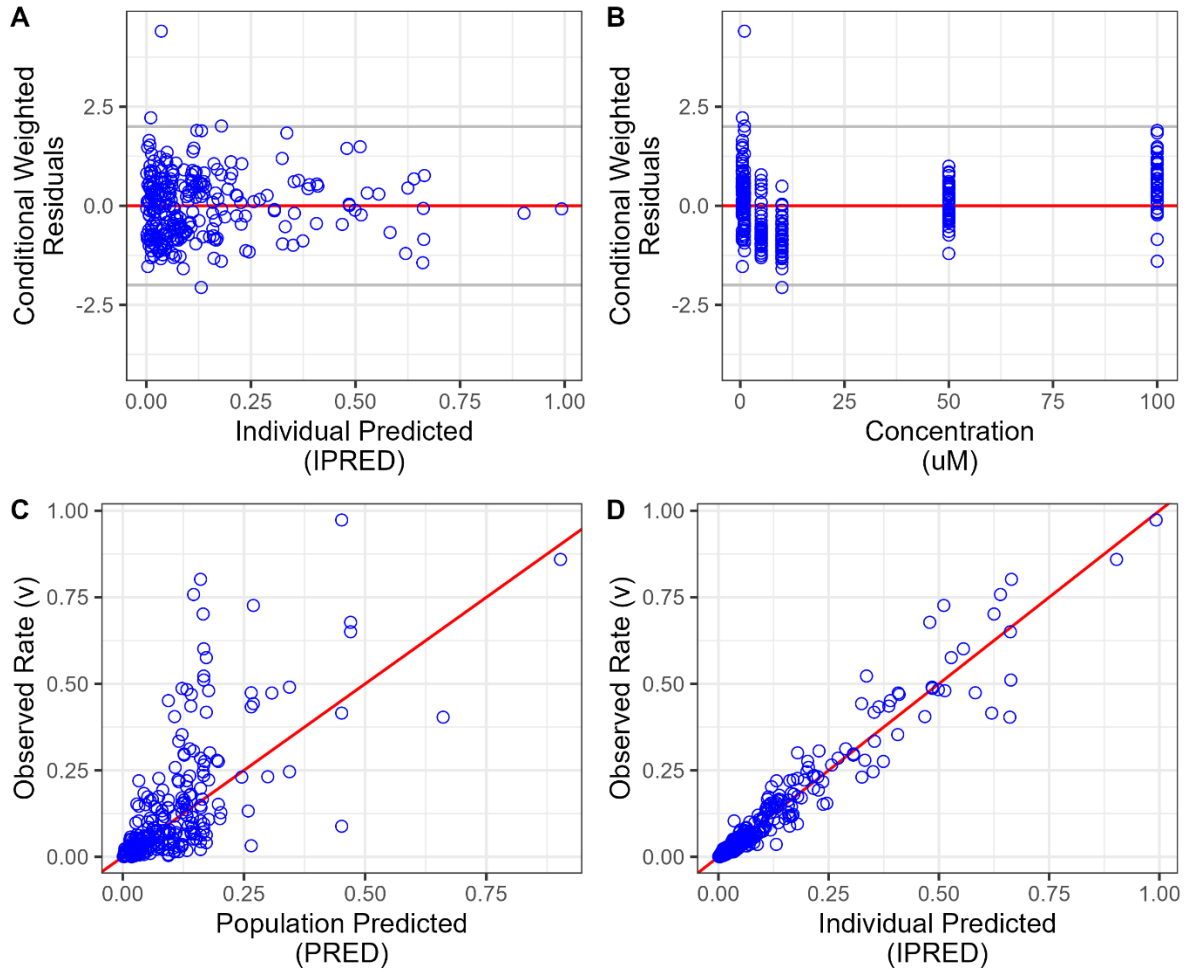 A
Conditional Weighted
Residuals
2.5
0.0
-2.5
0.00
0.25
0.50
0.75
1.00
Individual Predicted
(IPRED)
B
Conditional Weighted
Residuals
2.5
0.0
-2.5
0
25
50
75
100
Concentration
(uM)
C
Observed Rate (v)
1.00
0.75
0.50
0.25
0.00
0.00
0.25
0.50
0.75
Population Predicted
(PRED)
D
Observed Rate (v)
1.00
0.75
0.50
0.25
0.00
0.00
0.25
0.50
0.75
1.00
Individual Predicted
(IPRED)